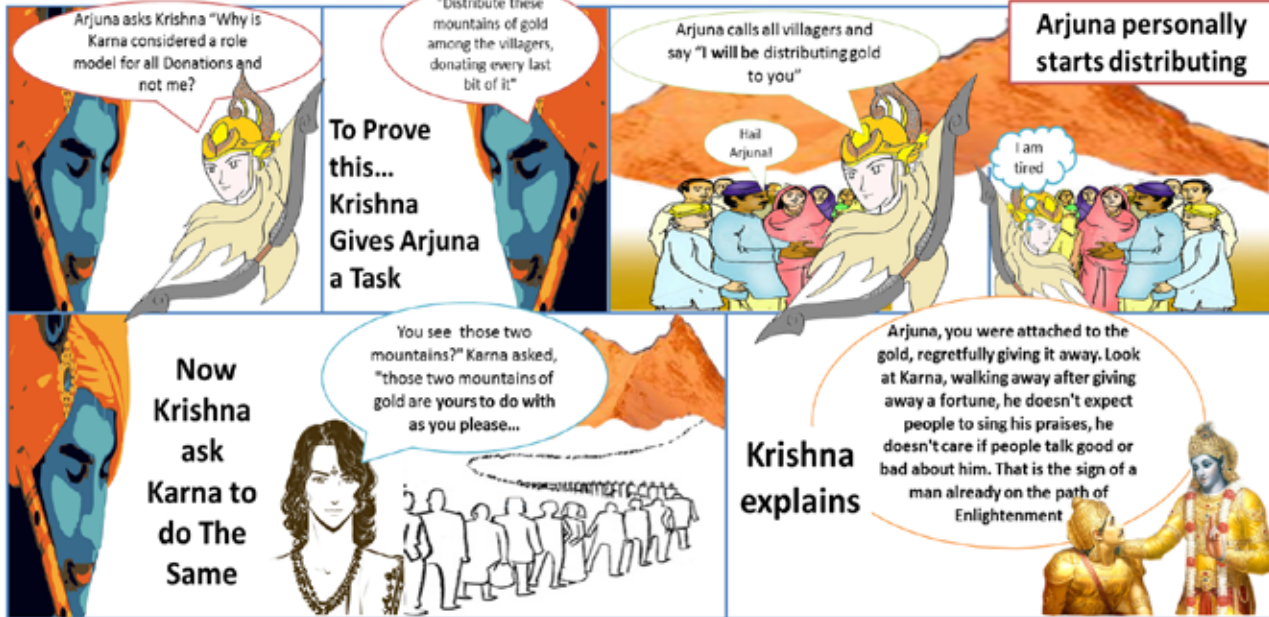 Arjuna asks Krishna "Why is
Karna considered a role
model for all Donations and
not me?
To Prove
this...
Krishna
Gives Arjuna
a Task
"Distribute these
mountains of gold
among the villagers,
donating every last
bit of it"
Arjuna calls all villagers and
say "I will be distributing gold
to you"
Hail
Arjuna!
Arjuna personally
starts distributing
I am
tired
Now
Krishna
ask
Karna to
do The
Same
You see those two
mountains?" Karna asked,
"those two mountains of
gold are yours to do with
as you please...
Krishna
explains
Arjuna, you were attached to the
gold, regretfully giving it away. Look
at Karna, walking away after giving
away a fortune, he doesn't expect
people to sing his praises, he
doesn't care if people talk good or
bad about him. That is the sign of a
man already on the path of
Enlightenment